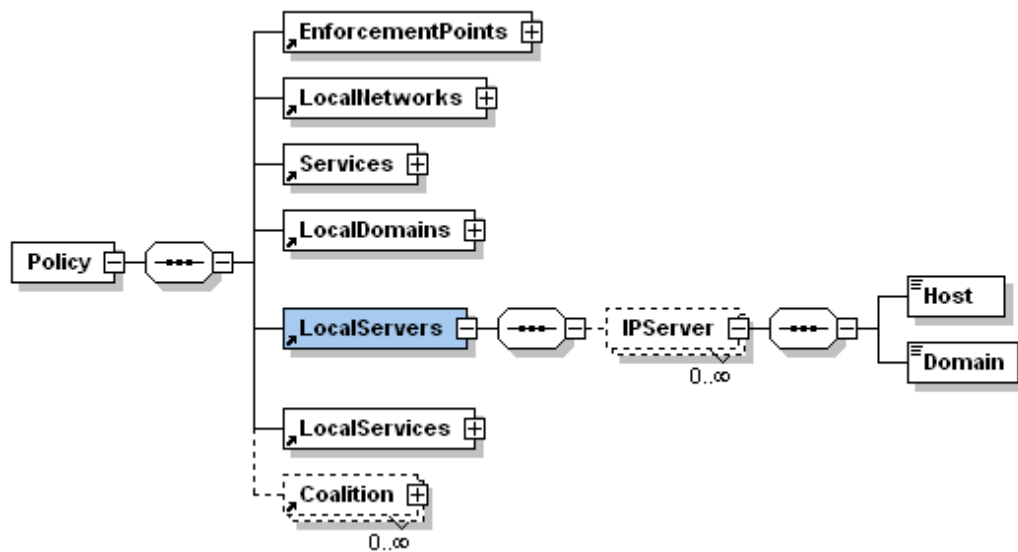 EnforcementPoints
LocalNetworks
Services
LocalDomains
Policy
LocalServers
IPServer
0..∞
Host
Domain
LocalServices
Coalition
0..∞